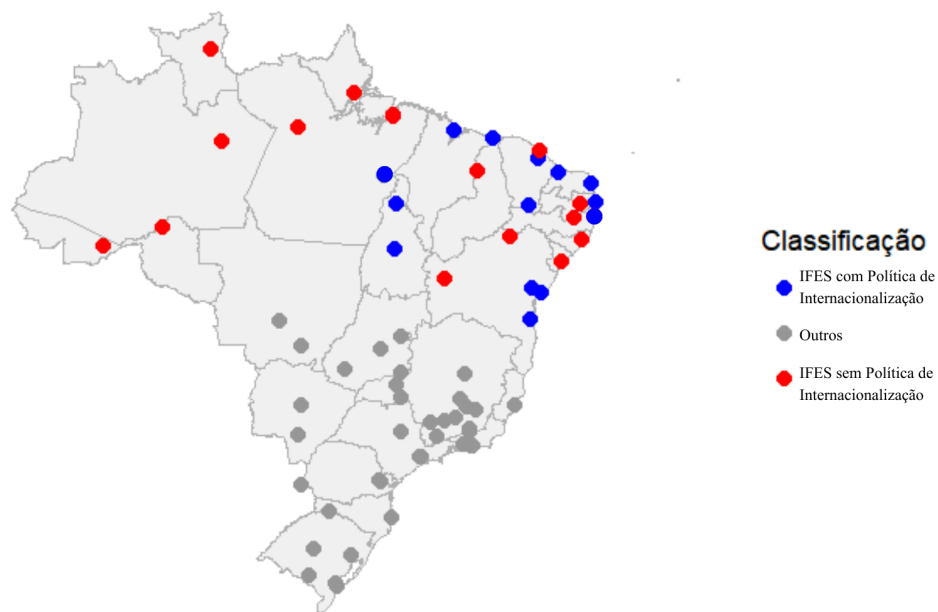 Classificação
IFES com Política de
Internacionalização
Outros
IFES sem Política de
Internacionalização